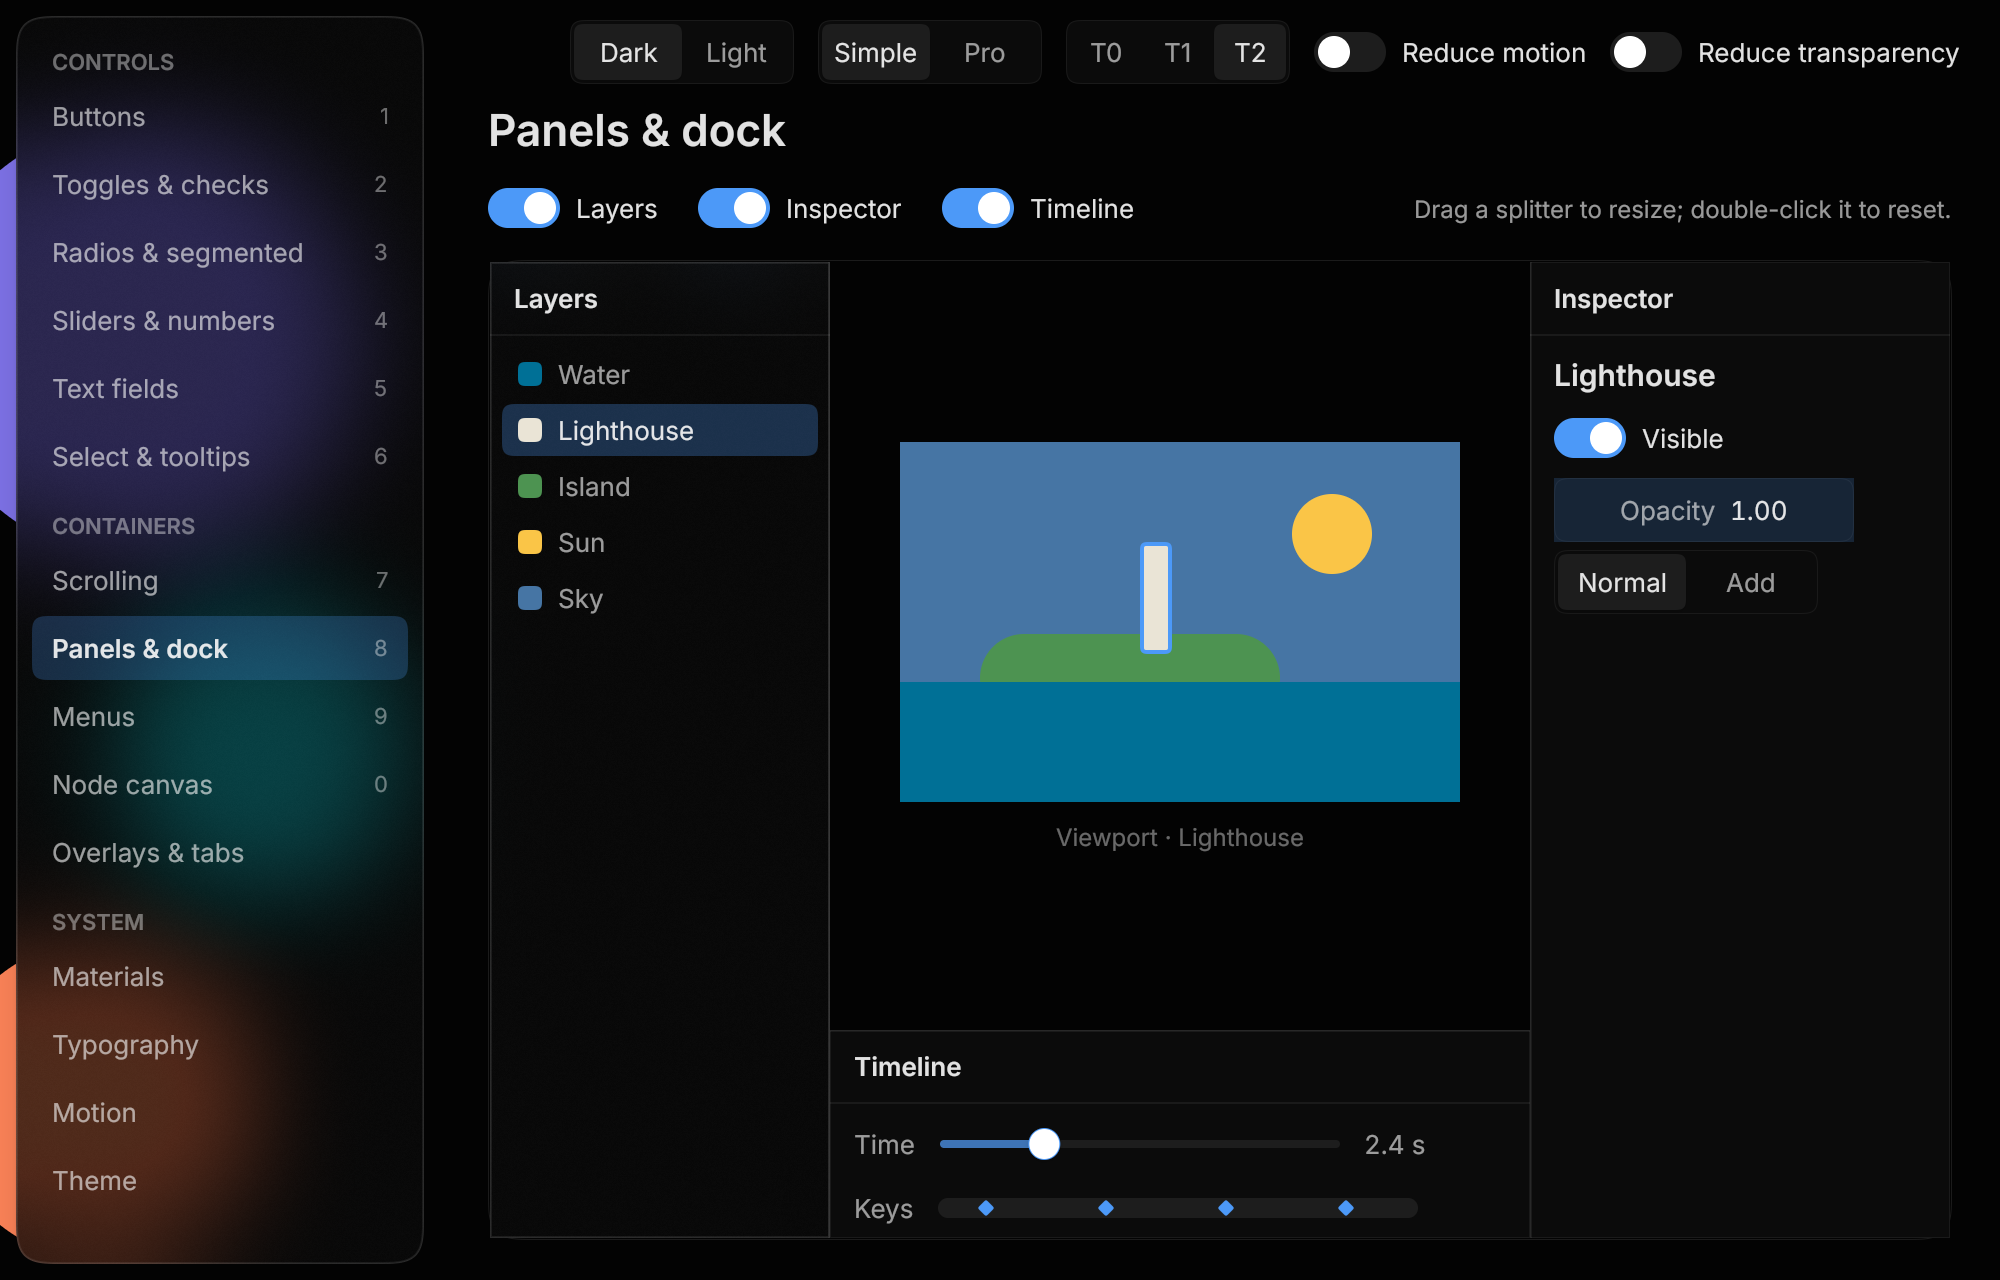 CONTROLS
Buttons 1
Toggles & checks 2
Radios & segmented 3
Sliders & numbers 4
Text fields 5
Select & tooltips 6
CONTAINERS
Scrolling 7
Panels & dock 8
Menus 9
Node canvas 0
Overlays & tabs
SYSTEM
Materials
Typography
Motion
Theme
Dark Light Simple Pro T0 T1 T2 Reduce motion Reduce transparency
Panels & dock
Layers Inspector Timeline Drag a splitter to resize; double-click it to reset.
Layers
Water
Lighthouse
Island
Sun
Sky
Viewport · Lighthouse
Timeline
Time 2.4 s
Keys
Inspector
Lighthouse
Visible
Opacity 1.00
Normal Add